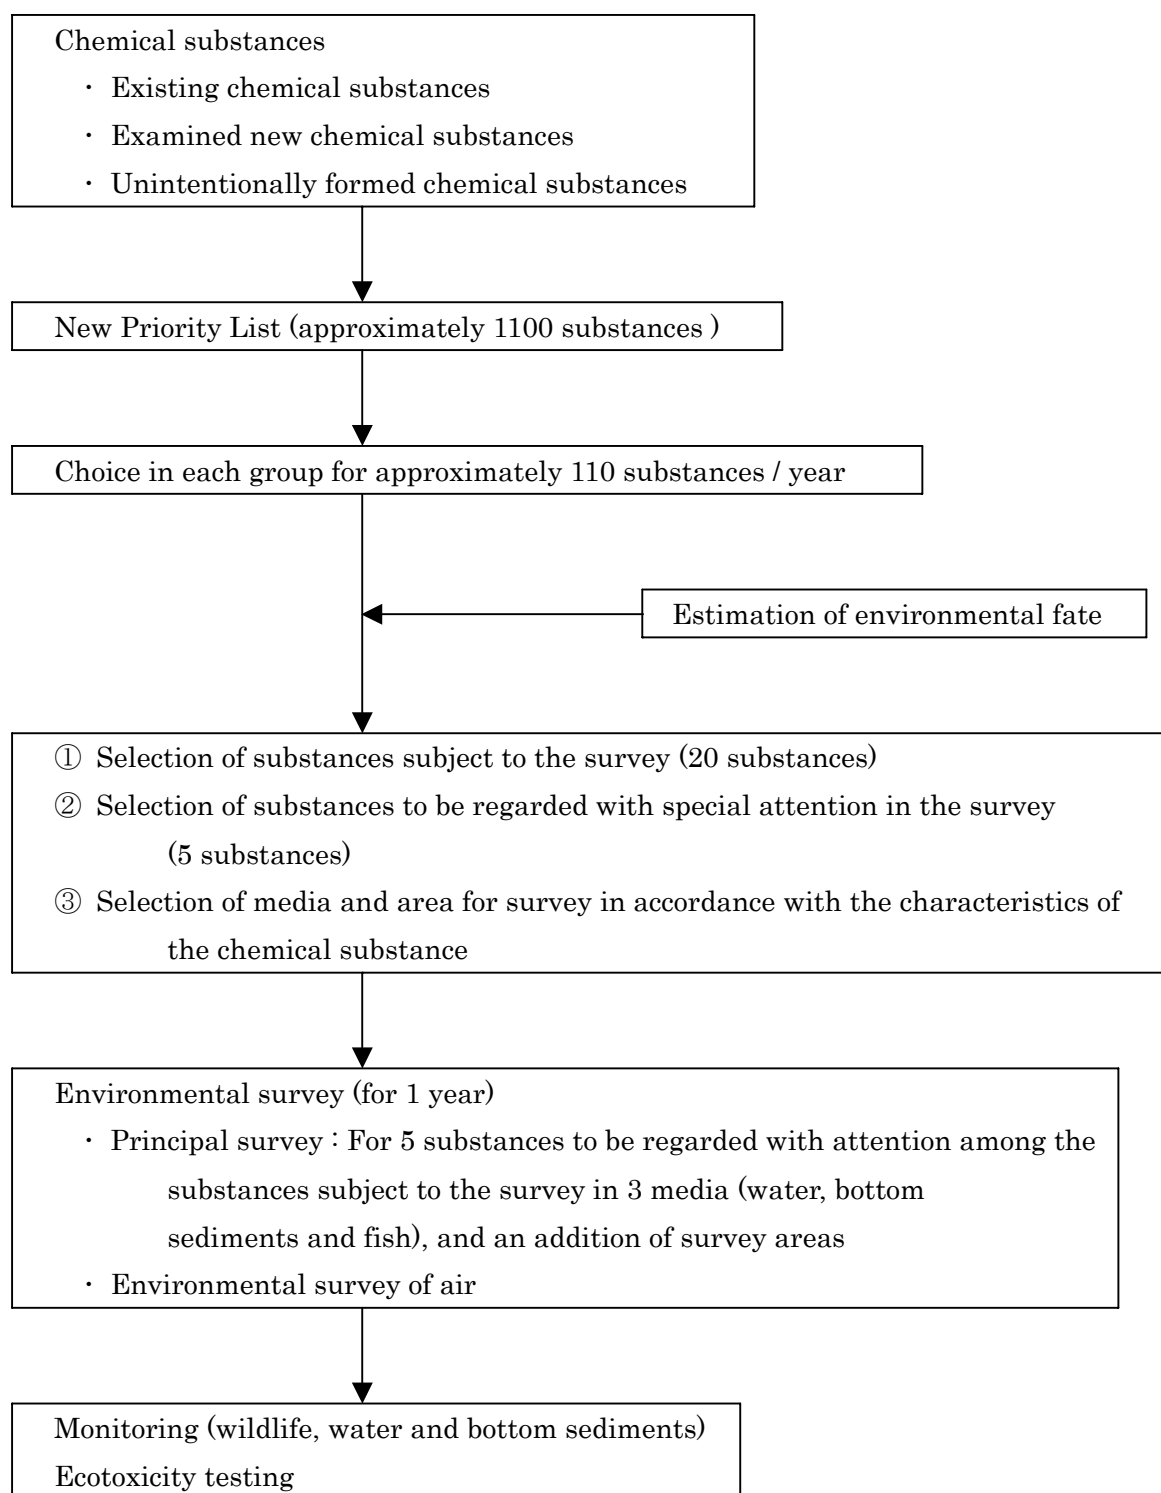 Chemical substances
・ Existing chemical substances
・ Examined new chemical substances
・ Unintentionally formed chemical substances
New Priority List (approximately 1100 substances )
Choice in each group for approximately 110 substances / year
Estimation of environmental fate
① Selection of substances subject to the survey (20 substances)
② Selection of substances to be regarded with special attention in the survey
(5 substances)
③ Selection of media and area for survey in accordance with the characteristics of
the chemical substance
Environmental survey (for 1 year)
・ Principal survey : For 5 substances to be regarded with attention among the
substances subject to the survey in 3 media (water, bottom
sediments and fish), and an addition of survey areas
・ Environmental survey of air
Monitoring (wildlife, water and bottom sediments)
Ecotoxicity testing